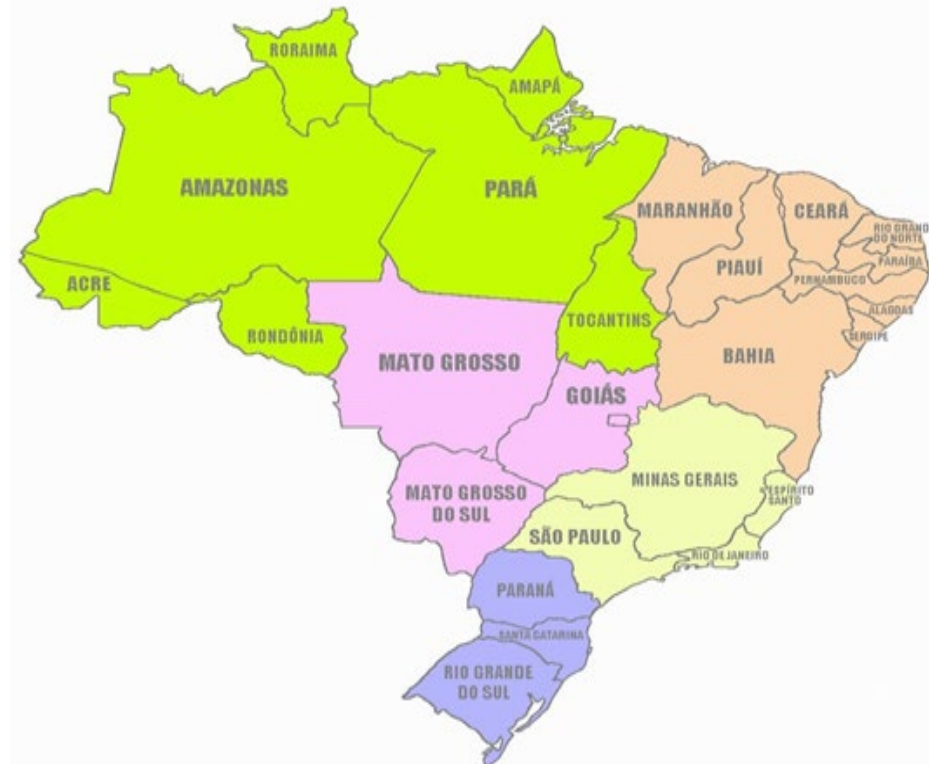 RORAIMA
AMAPÁ
AMAZONAS
PARÁ
MARANHÃO
CEARÁ
RIO GRAND
DO NORTE
PARAÍBA
PIAUÍ
PERNAMBUCO
ACRE
ALAGOAS
TOCANTINS
RONDÔNIA
SERGIPE
BAHIA
MATO GROSSO
GOIÁS
MINAS GERAIS
MATO GROSSO
DO SUL
ESPÍRITO
SANTO
SÃO PAULO
RIO DE JANEIRO
PARANÁ
SANTA CATARINA
RIO GRANDE
DO SUL